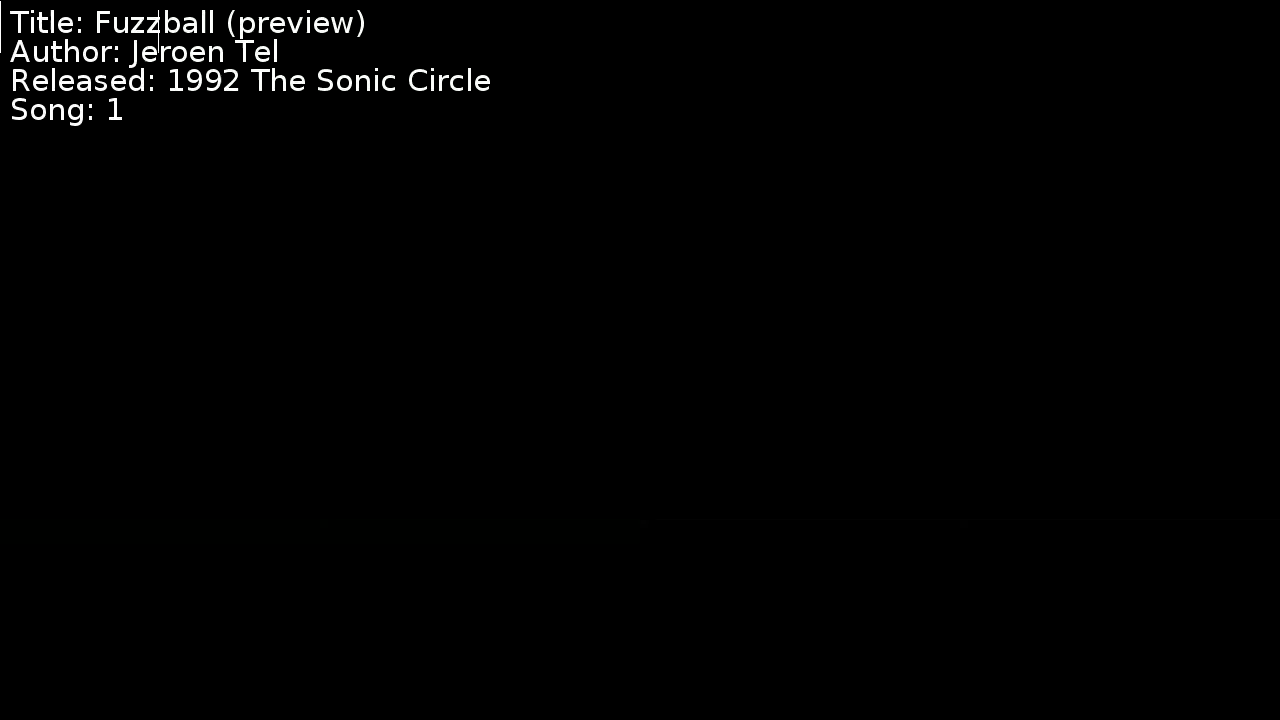 Title: Fuzzball (preview)
Author: Jeroen Tel
Released: 1992 The Sonic Circle
Song: 1